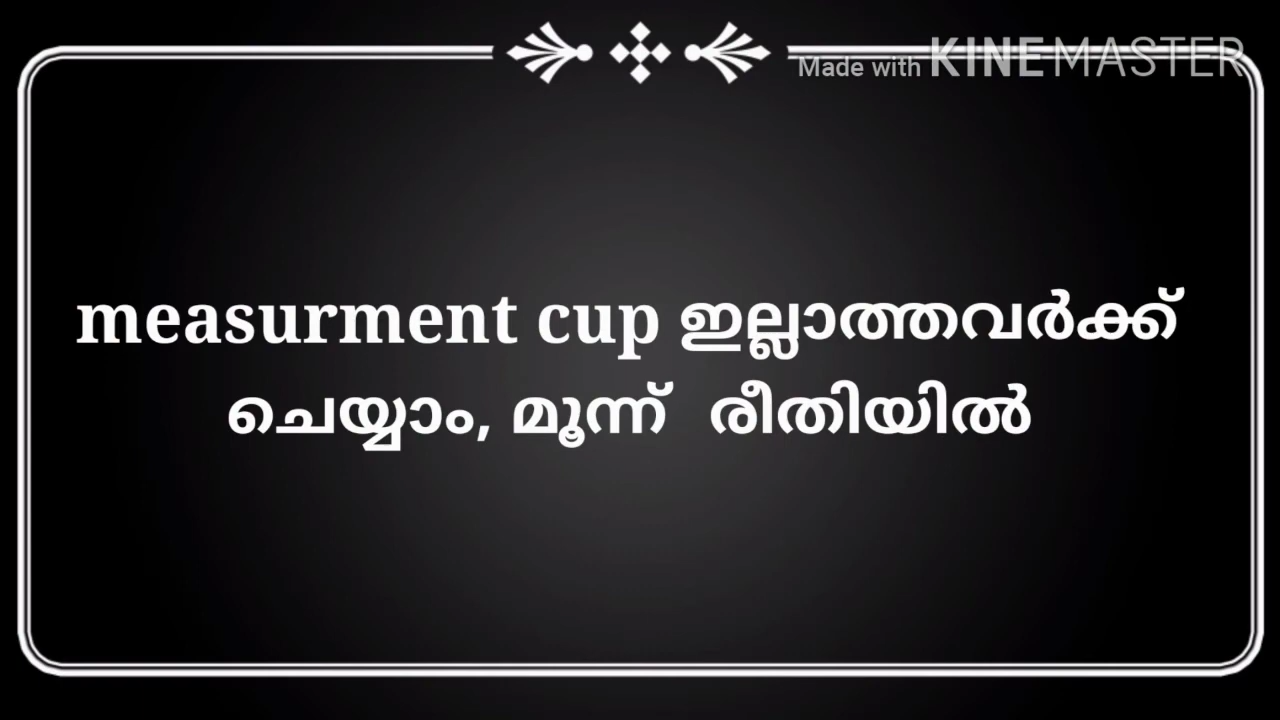 Made with KINEMASTER
measurment cup ഇല്ലാത്തവർക്ക്
ചെയ്യാം, മൂന്ന് രീതിയിൽ